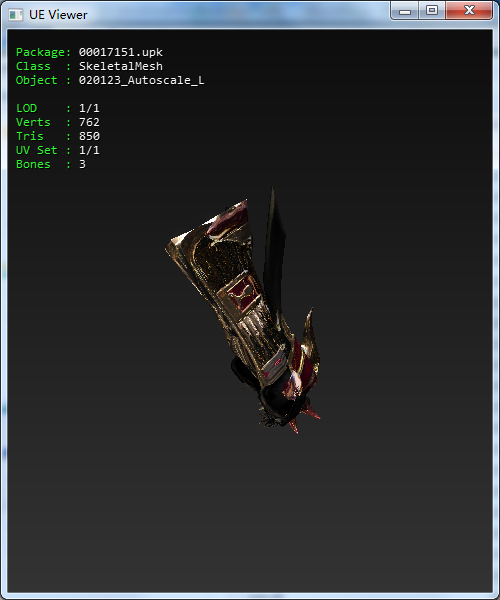 UE Viewer
Package: 00017151.upk
Class  : SkeletalMesh
Object : 020123_Autoscale_L
LOD    : 1/1
Verts  : 762
Tris   : 850
UV Set : 1/1
Bones  : 3